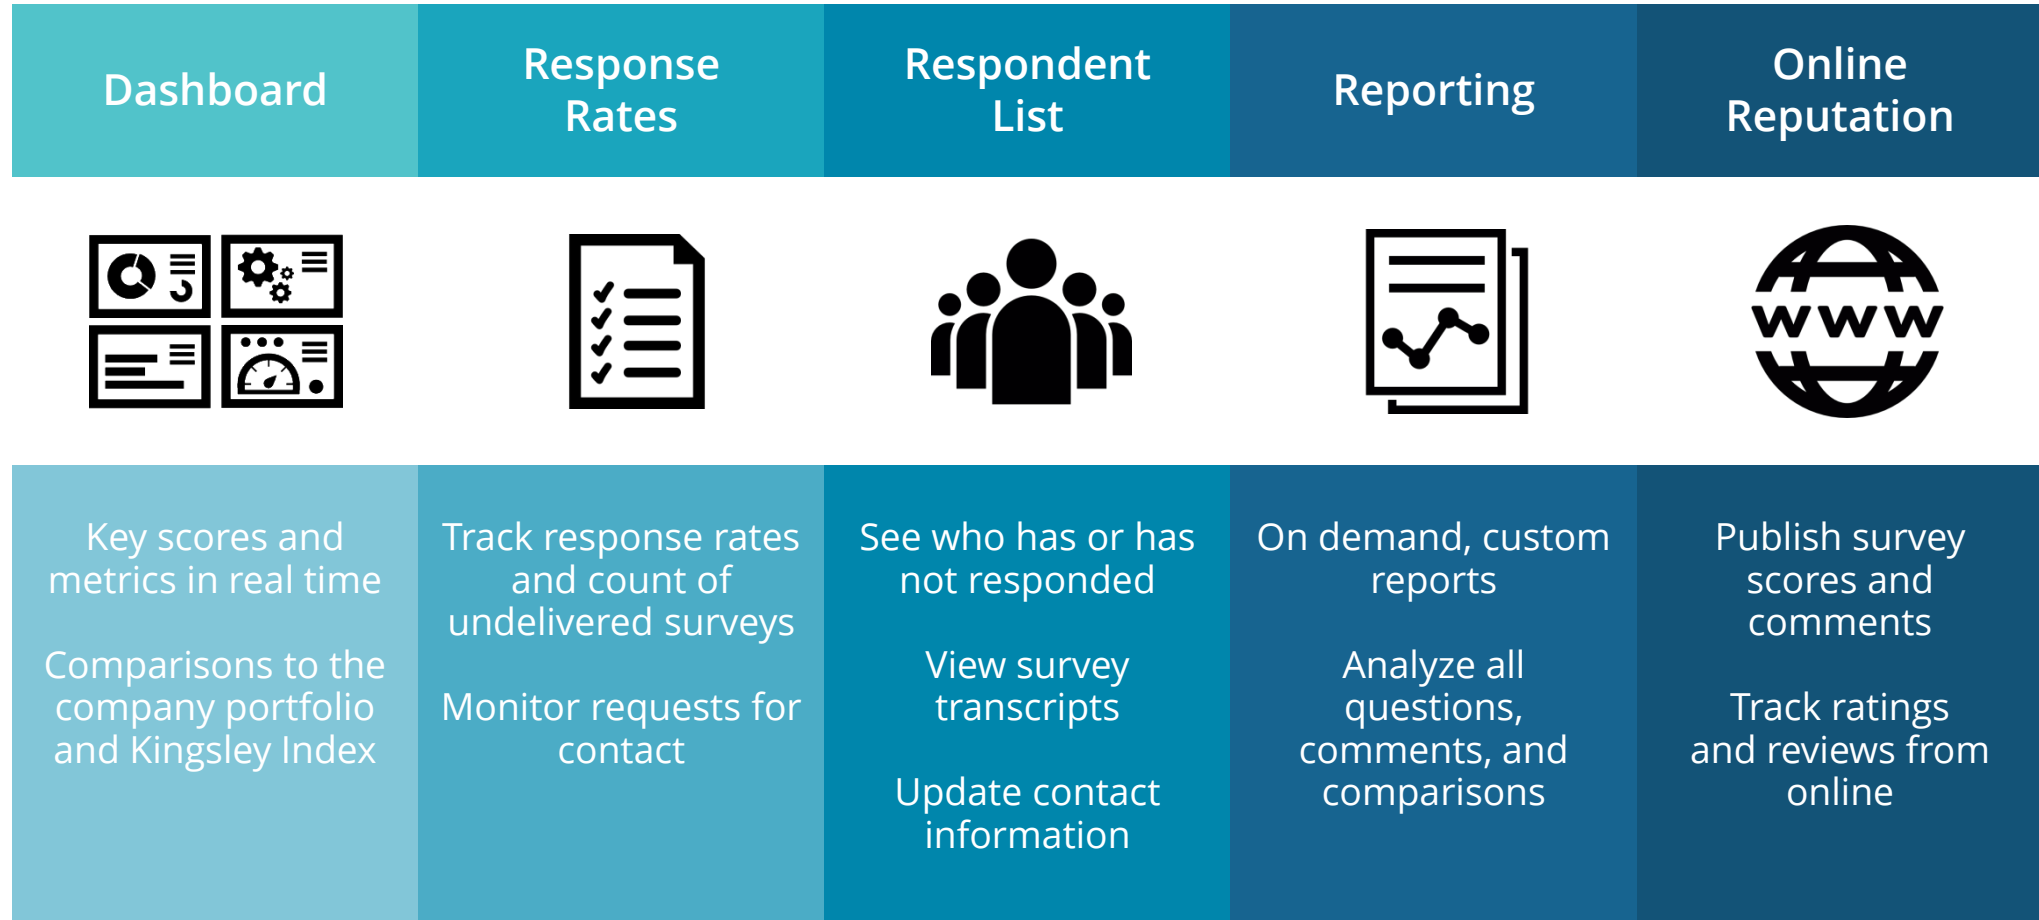 Dashboard
Response
Rates
Respondent
List
Reporting
Online
Reputation
www
Key scores and
metrics in real time
Comparisons to the
company portfolio
and Kingsley Index
Track response rates
and count of
undelivered surveys
Monitor requests for
contact
See who has or has
not responded
View survey
transcripts
Update contact
information
On demand, custom
reports
Analyze all
questions,
comments, and
comparisons
Publish survey
scores and
comments
Track ratings
and reviews from
online